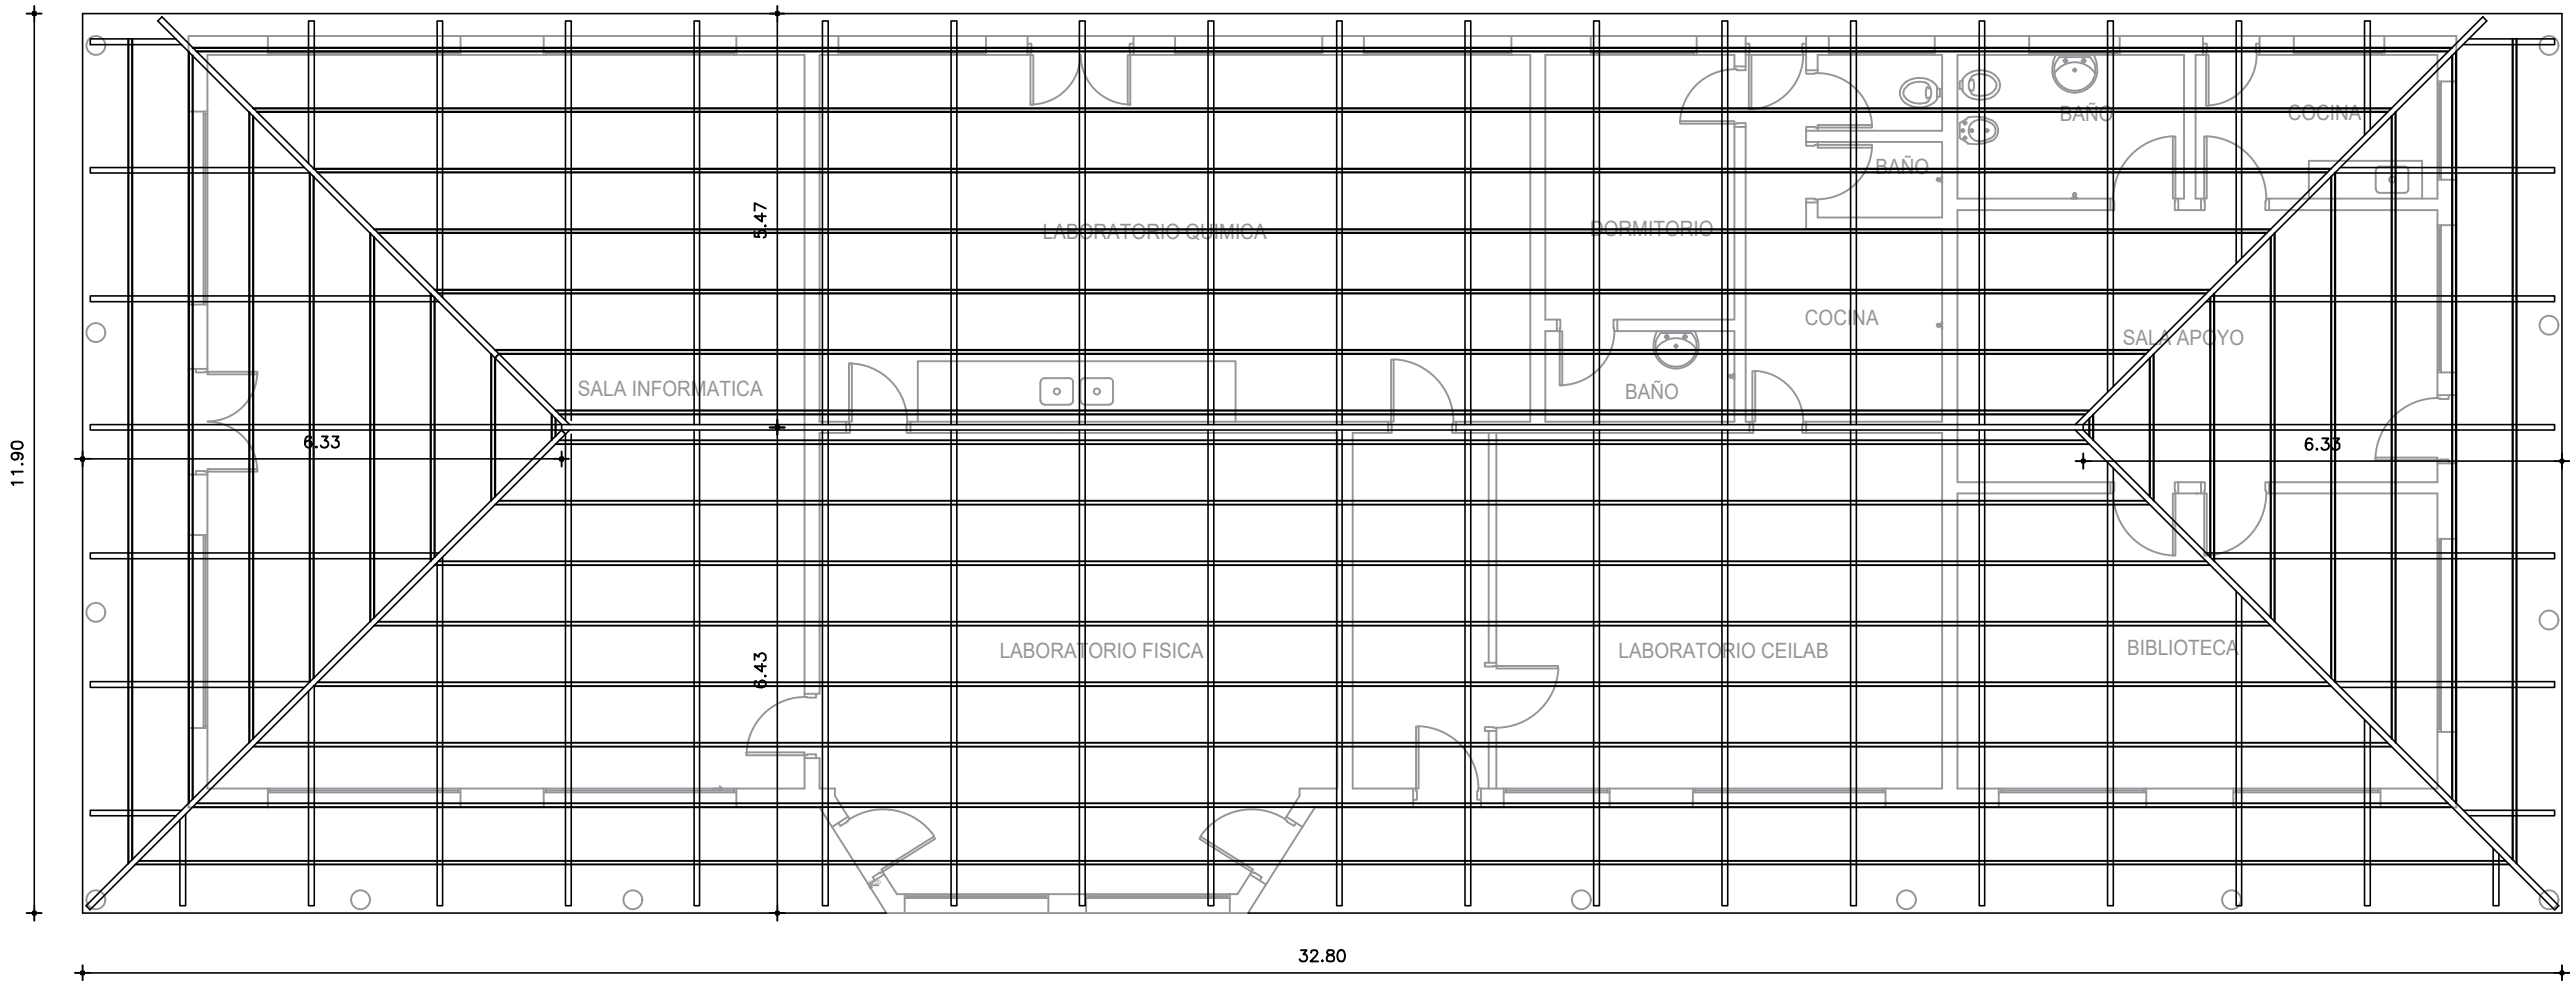 BAÑO
COCINA
BAÑO
5.47
LABORATORIO QUIMICA
DORMITORIO
COCINA
SALA APOYO
SALA INFORMATICA
BAÑO
11.90
6.33
6.33
LABORATORIO FISICA
LABORATORIO CEILAB
BIBLIOTECA
6.43
32.80